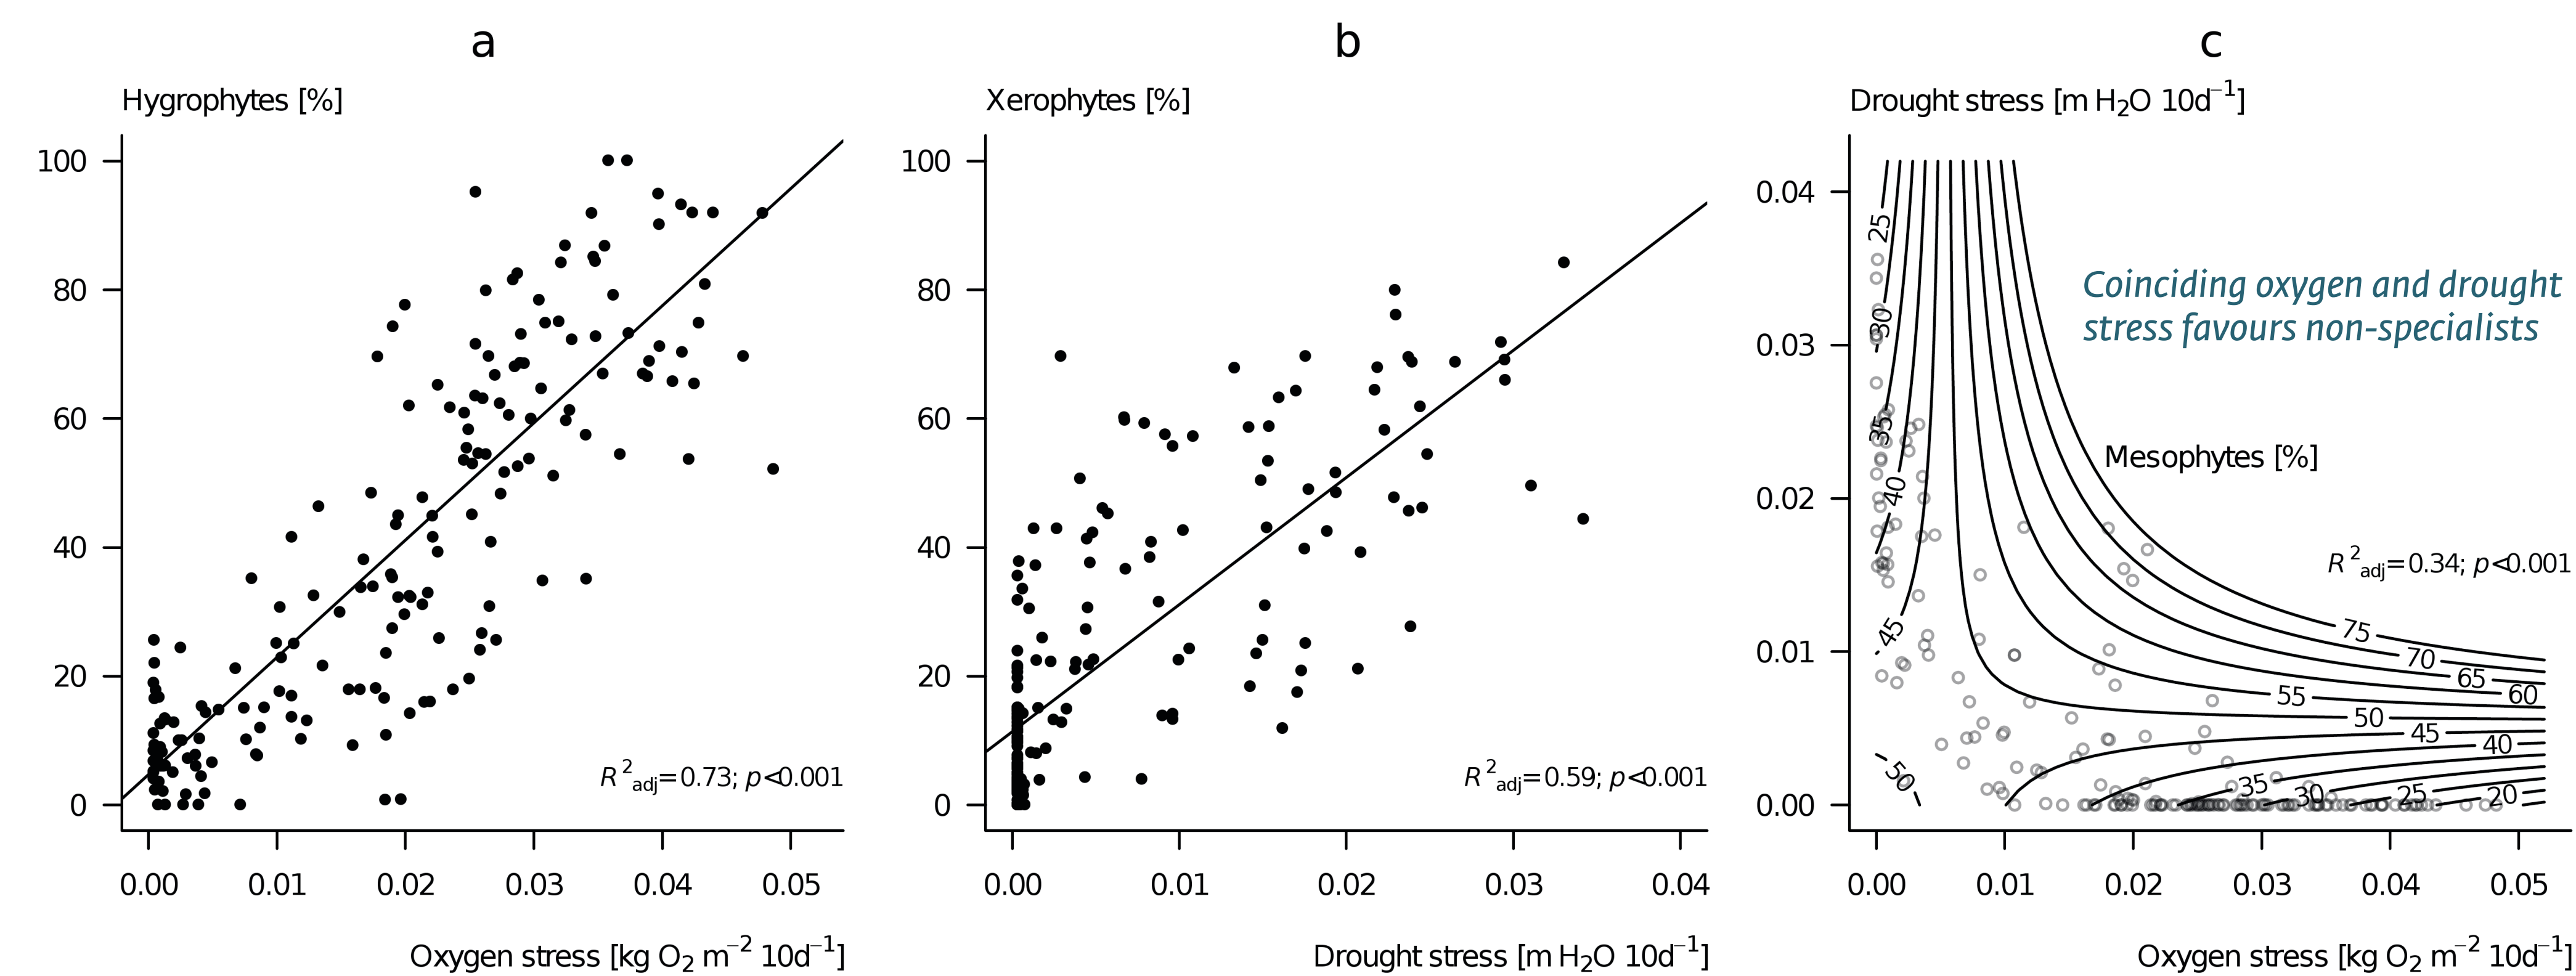 a
Hygrophytes [%]
100
80
60
40
20
0
R²adj=0.73; p<0.001
0.00 0.01 0.02 0.03 0.04 0.05
Oxygen stress [kg O₂ m⁻² 10d⁻¹]
b
Xerophytes [%]
100
80
60
40
20
0
R²adj=0.59; p<0.001
0.00 0.01 0.02 0.03 0.04
Drought stress [m H₂O 10d⁻¹]
c
Drought stress [m H₂O 10d⁻¹]
0.04
0.03
0.02
0.01
0.00
25
30
35
40
45
50
Coinciding oxygen and drought
stress favours non-specialists
Mesophytes [%]
R²adj=0.34; p<0.001
75
70
65
60
55
50
45
40
35
30
25
20
0.00 0.01 0.02 0.03 0.04 0.05
Oxygen stress [kg O₂ m⁻² 10d⁻¹]